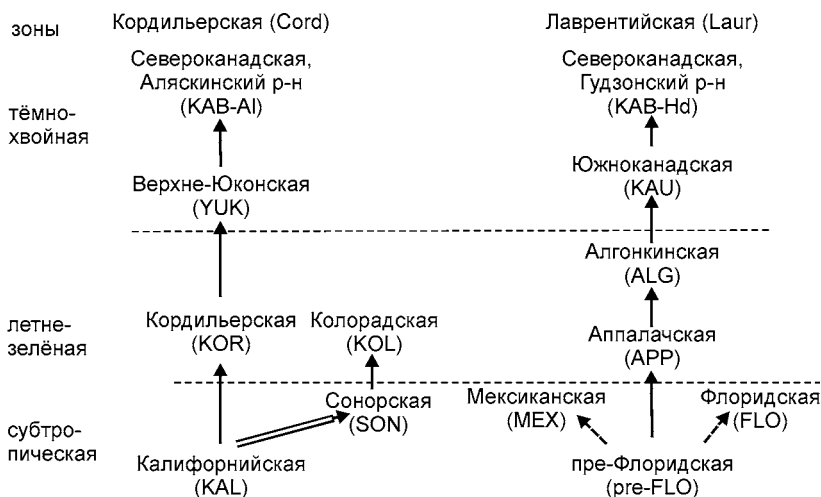 зоны
Кордильерская (Cord)
Лаврентийская (Laur)
Североканадская,
Аляскинский р-н
(KAB-Al)
Североканадская,
Гудзонский р-н
(KAB-Hd)
тёмно-
хвойная
Верхне-Юконская
(YUK)
Южноканадская
(KAU)
Алгонкинская
(ALG)
летне-
зелёная
Кордильерская
(KOR)
Колорадская
(KOL)
Аппалачская
(APP)
субтро-
пическая
Сонорская
(SON)
Мексиканская
(MEX)
Флоридская
(FLO)
Калифорнийская
(KAL)
пре-Флоридская
(pre-FLO)